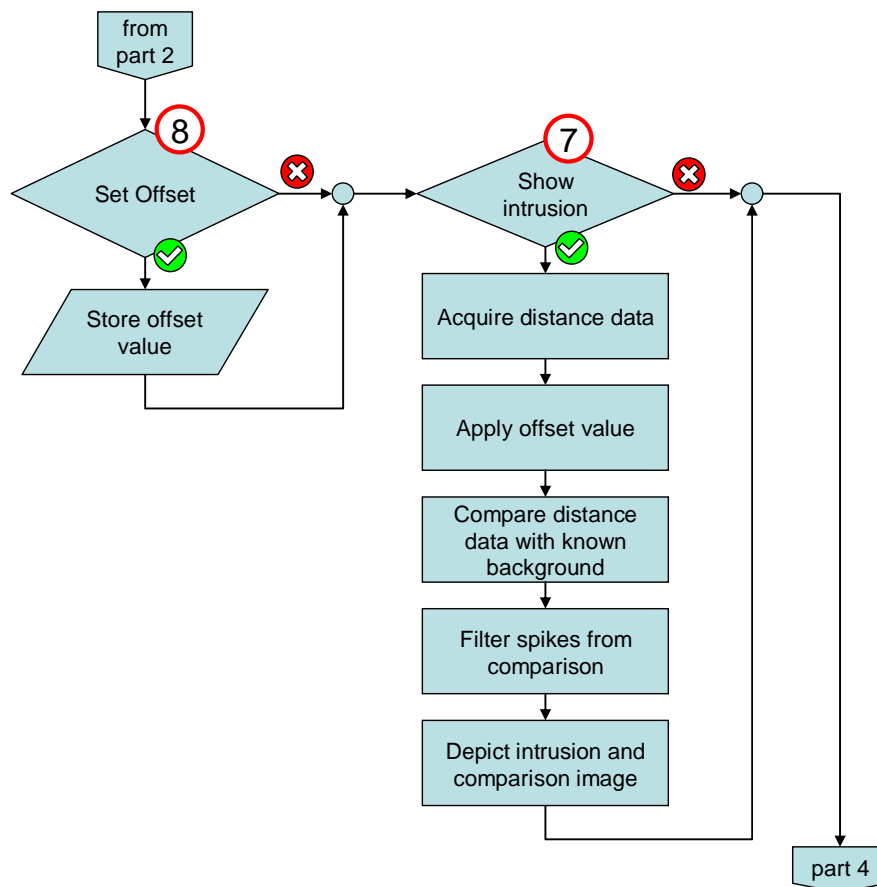 from
part 2
8
Set Offset
Store offset
value
7
Show
intrusion
Acquire distance data
Apply offset value
Compare distance
data with known
background
Filter spikes from
comparison
Depict intrusion and
comparison image
part 4